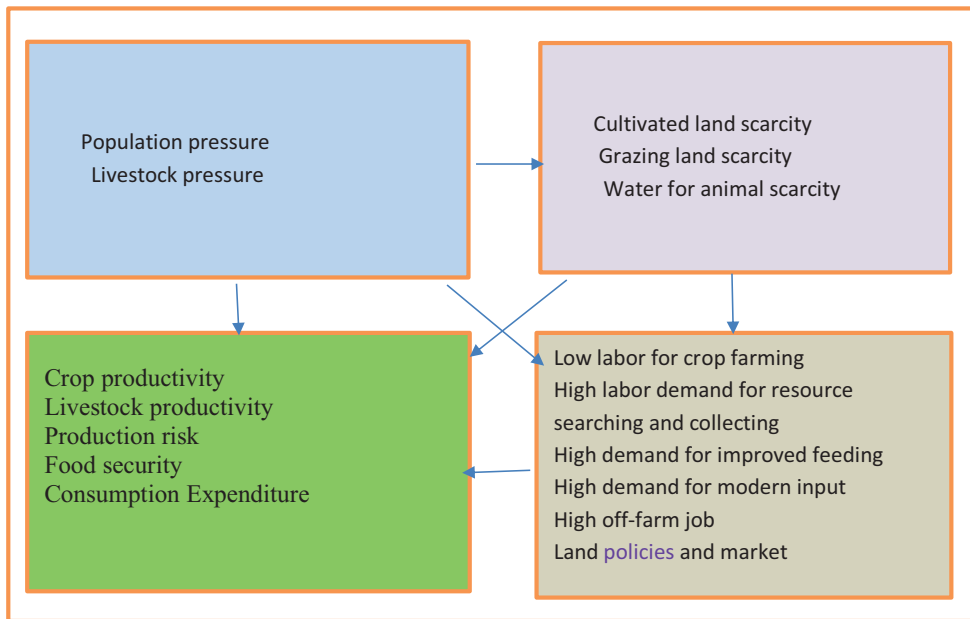 Population pressure
Livestock pressure
Cultivated land scarcity
Grazing land scarcity
Water for animal scarcity
Crop productivity
Livestock productivity
Production risk
Food security
Consumption Expenditure
Low labor for crop farming
High labor demand for resource
searching and collecting
High demand for improved feeding
High demand for modern input
High off-farm job
Land policies and market